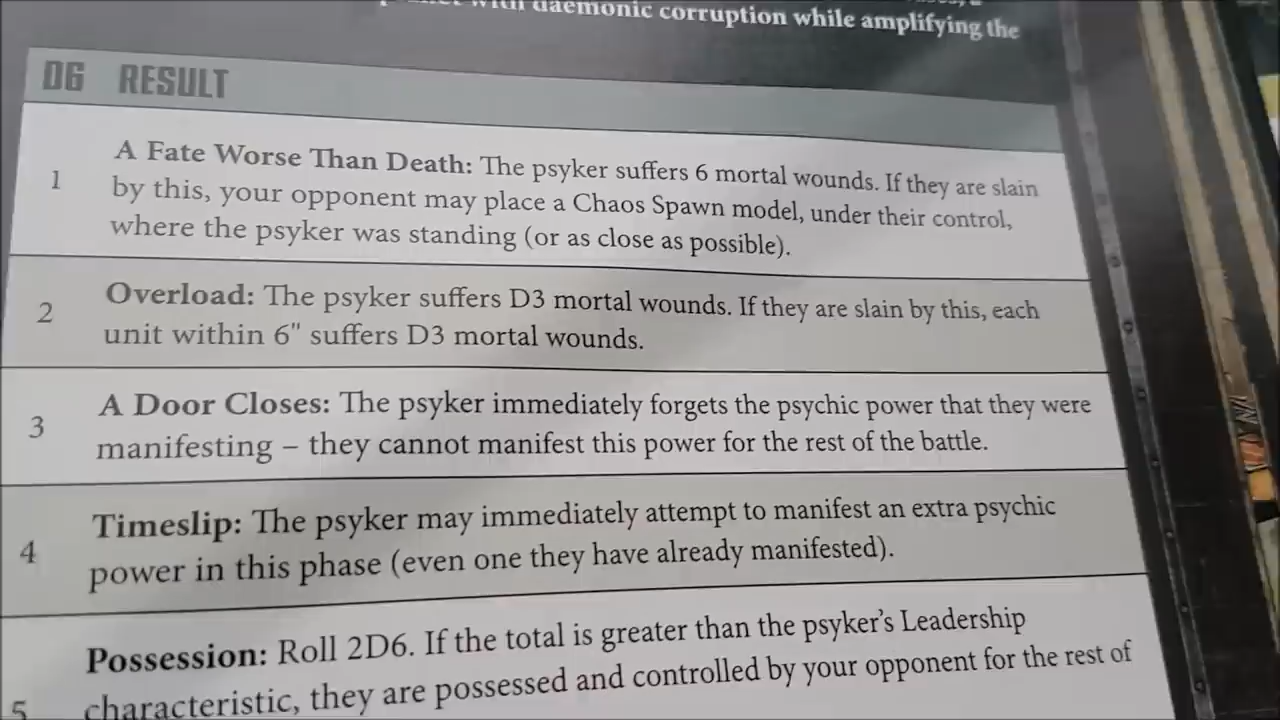 with daemonic corruption while amplifying the
D6 RESULT
1 A Fate Worse Than Death: The psyker suffers 6 mortal wounds. If they are slain
by this, your opponent may place a Chaos Spawn model, under their control,
where the psyker was standing (or as close as possible).
2 Overload: The psyker suffers D3 mortal wounds. If they are slain by this, each
unit within 6" suffers D3 mortal wounds.
3 A Door Closes: The psyker immediately forgets the psychic power that they were
manifesting – they cannot manifest this power for the rest of the battle.
4 Timeslip: The psyker may immediately attempt to manifest an extra psychic
power in this phase (even one they have already manifested).
5 Possession: Roll 2D6. If the total is greater than the psyker's Leadership
characteristic, they are possessed and controlled by your opponent for the rest of